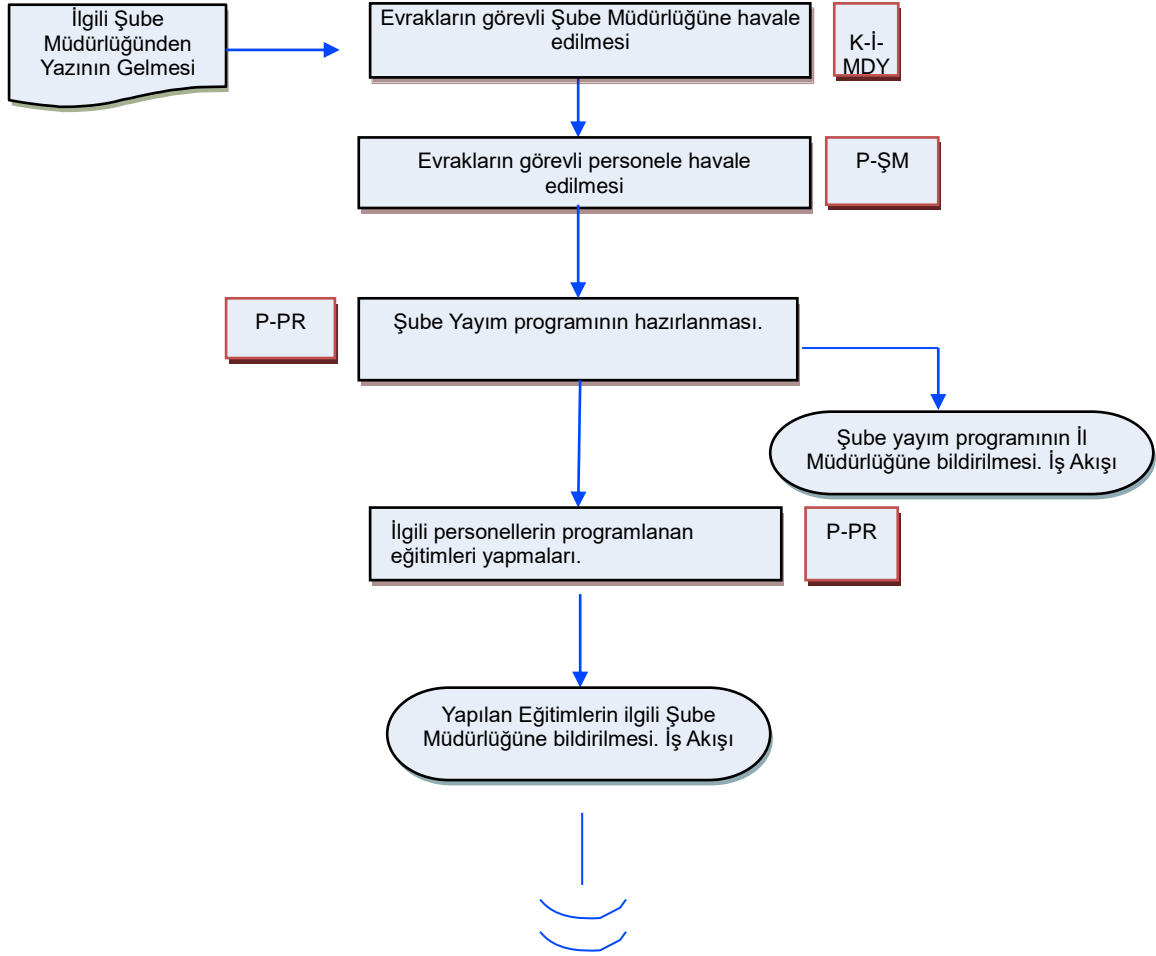 İlgili Şube
Müdürlüğünden
Yazının Gelmesi
Evrakların görevli Şube Müdürlüğüne havale
edilmesi
K-İ-
MDY
Evrakların görevli personele havale
edilmesi
P-ŞM
P-PR
Şube Yayım programının hazırlanması.
Şube yayım programının İl
Müdürlüğüne bildirilmesi. İş Akışı
İlgili personellerin programlanan
eğitimleri yapmaları.
P-PR
Yapılan Eğitimlerin ilgili Şube
Müdürlüğüne bildirilmesi. İş Akışı